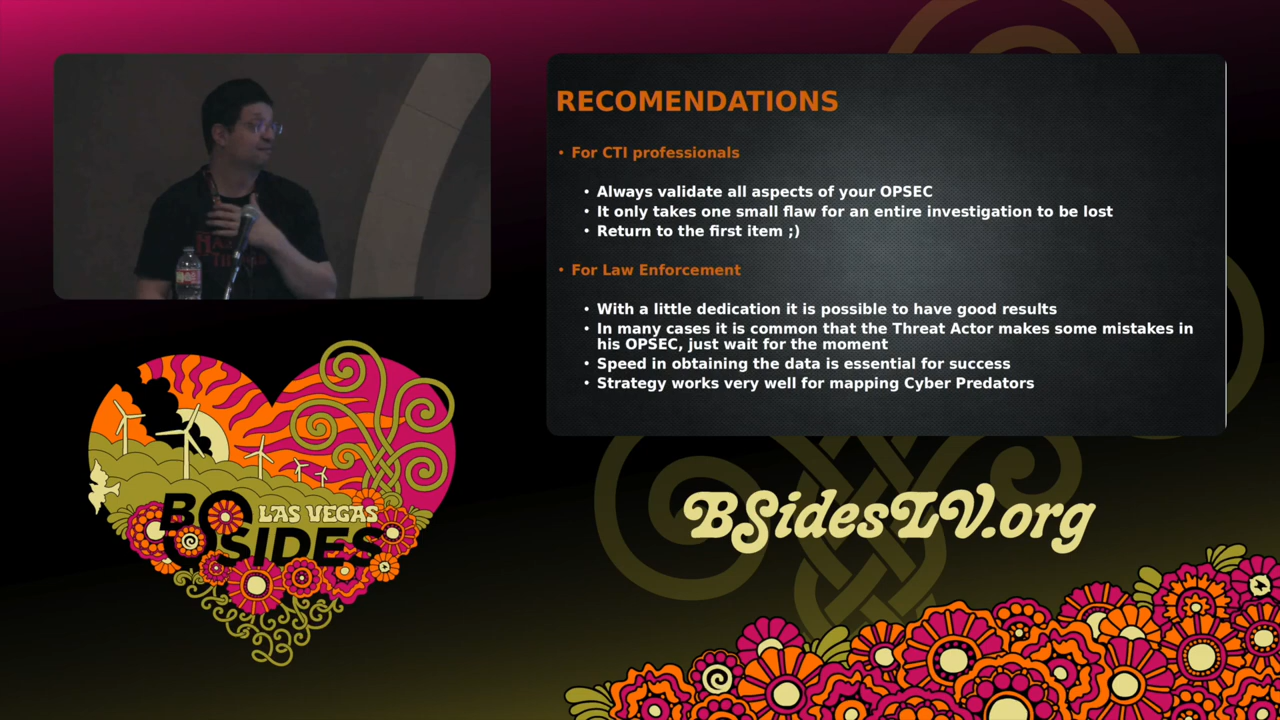 RECOMENDATIONS
• For CTI professionals
• Always validate all aspects of your OPSEC
• It only takes one small flaw for an entire investigation to be lost
• Return to the first item ;)
• For Law Enforcement
• With a little dedication it is possible to have good results
• In many cases it is common that the Threat Actor makes some mistakes in
his OPSEC, just wait for the moment
• Speed in obtaining the data is essential for success
• Strategy works very well for mapping Cyber Predators
LAS VEGAS
BSIDES
BSidesLV.org